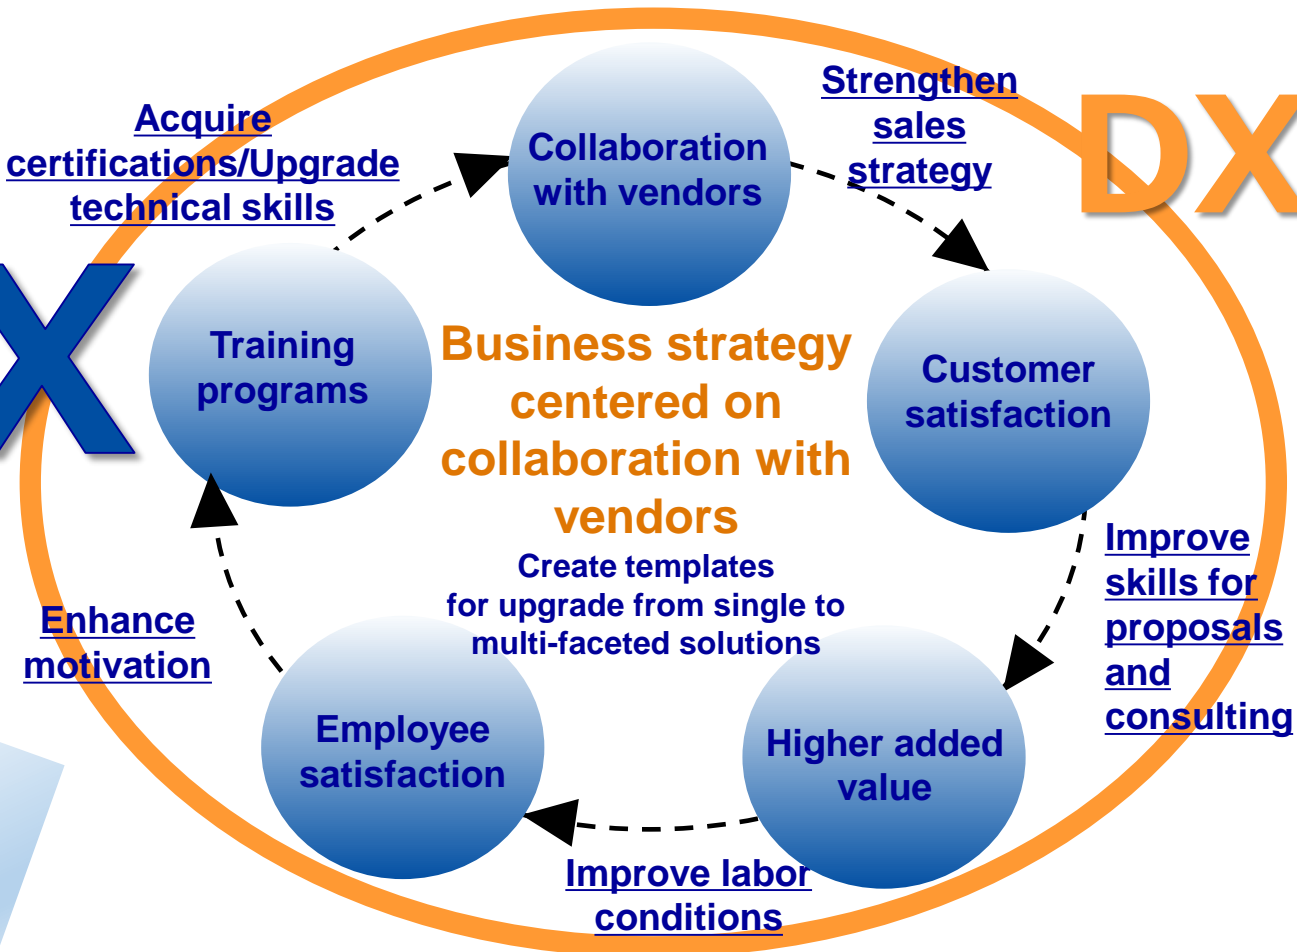 Strengthen
sales
strategy
DX
Acquire
certifications/Upgrade
technical skills
Collaboration
with vendors
X
Training
programs
Business strategy
centered on
collaboration with
vendors
Customer
satisfaction
Create templates
for upgrade from single to
multi-faceted solutions
Improve
skills for
proposals
and
consulting
Enhance
motivation
Employee
satisfaction
Higher added
value
Improve labor
conditions